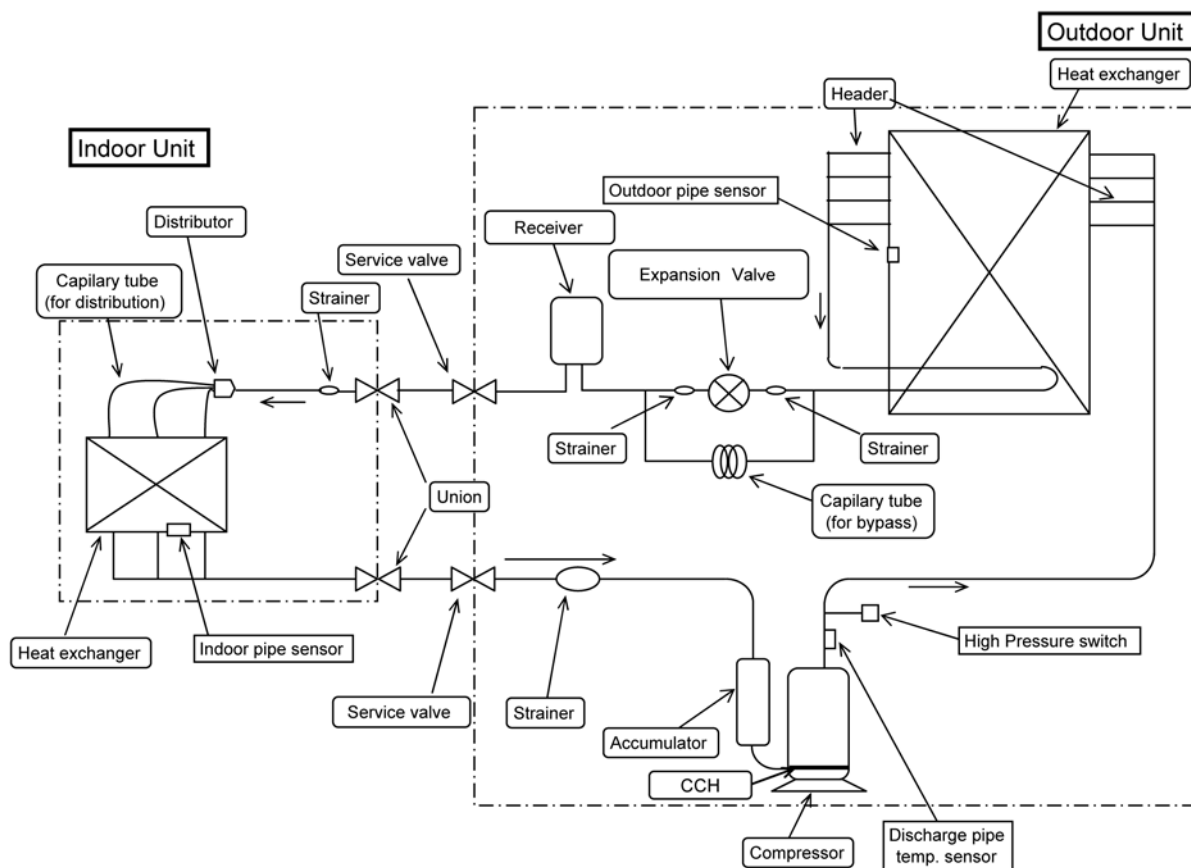 Outdoor Unit
Heat exchanger
Header
Indoor Unit
Outdoor pipe sensor
Distributor
Receiver
Service valve
Expansion Valve
Capilary tube
(for distribution)
Strainer
Strainer
Strainer
Union
Capilary tube
(for bypass)
Heat exchanger
Indoor pipe sensor
High Pressure switch
Service valve
Strainer
Accumulator
CCH
Compressor
Discharge pipe
temp. sensor